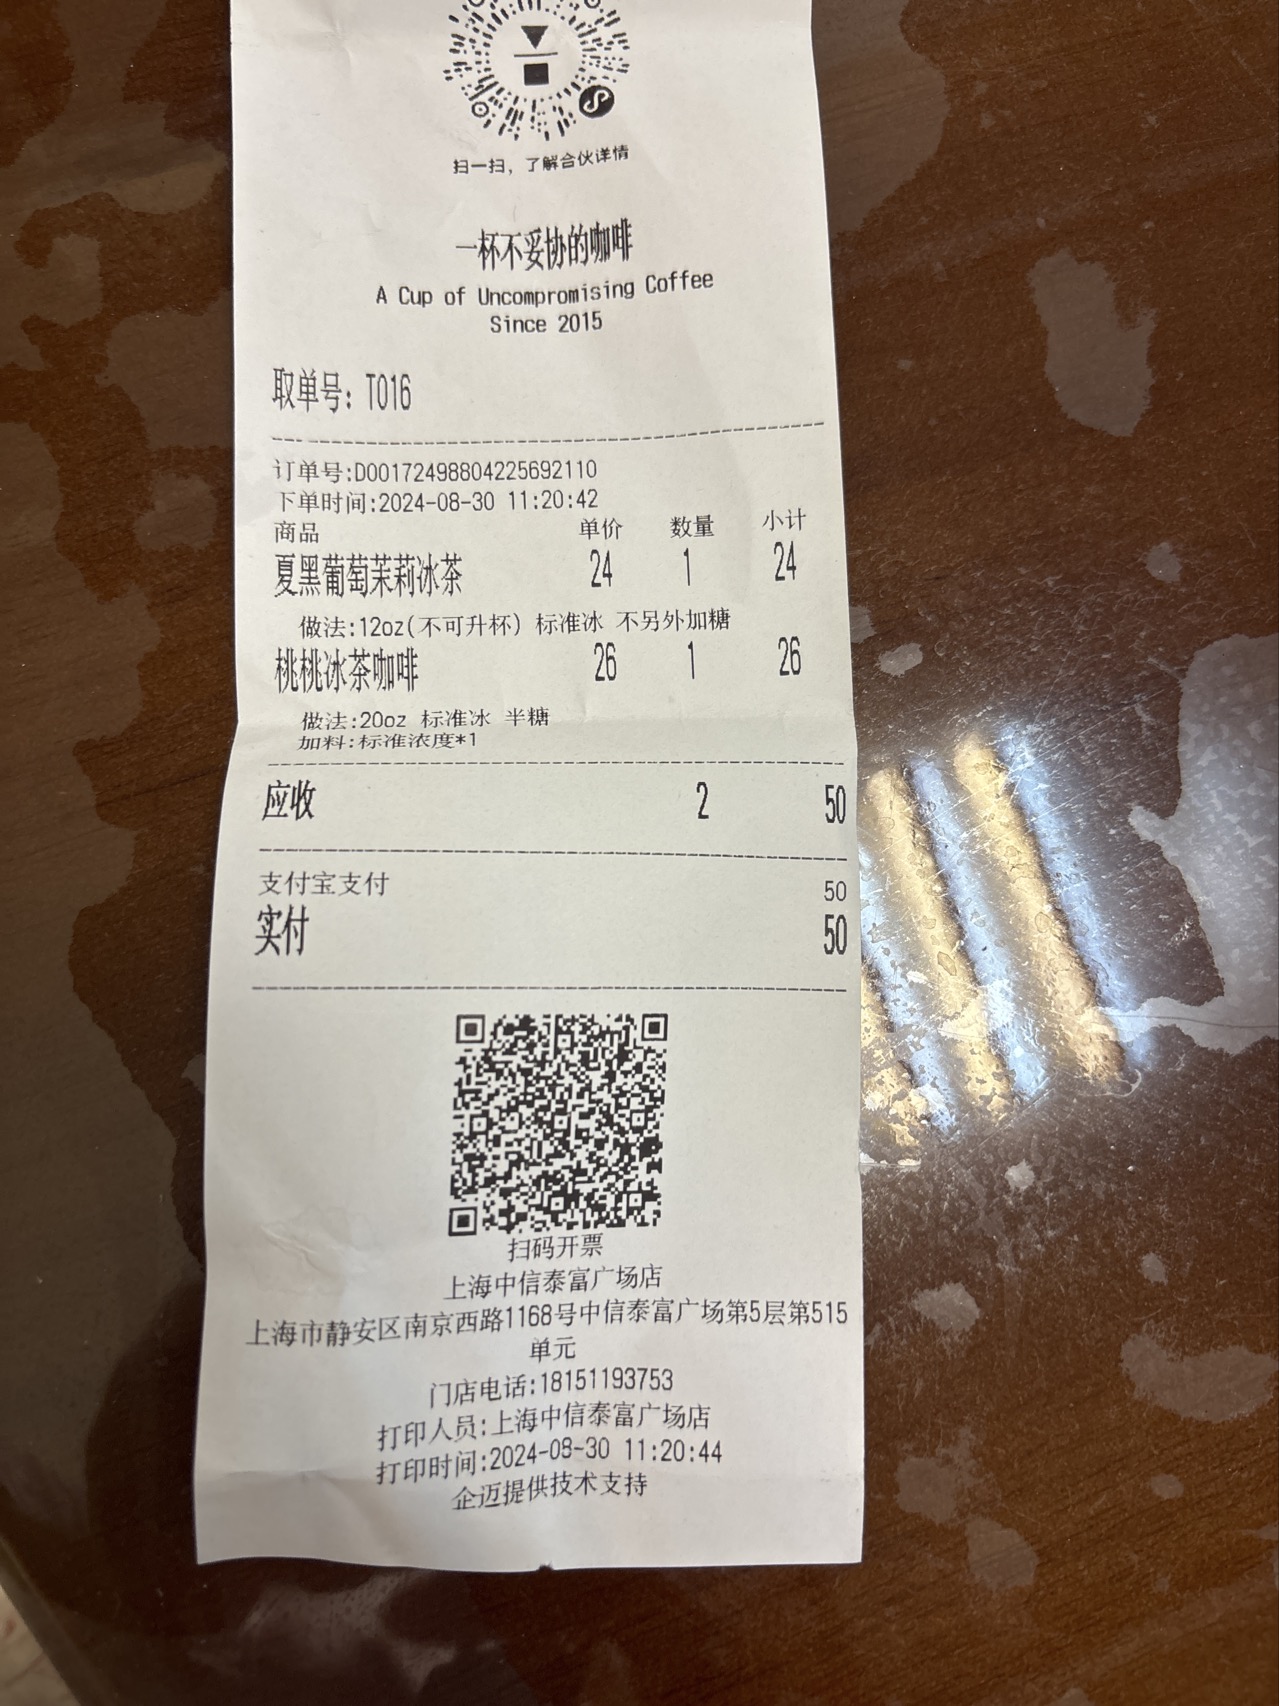 扫一扫，了解合伙详情
一杯不妥协的咖啡
A Cup of Uncompromising Coffee
Since 2015
取单号: T016
订单号:D00172498804225692110
下单时间:2024-08-30 11:20:42
商品 单价 数量 小计
夏黑葡萄茉莉冰茶 24 1 24
做法:12oz(不可升杯) 标准冰 不另外加糖
桃桃冰茶咖啡 26 1 26
做法:20oz 标准冰 半糖
加料:标准浓度*1
应收 2 50
支付宝支付 50
实付 50
扫码开票
上海中信泰富广场店
上海市静安区南京西路1168号中信泰富广场第5层第515
单元
门店电话:18151193753
打印人员:上海中信泰富广场店
打印时间:2024-08-30 11:20:44
企迈提供技术支持